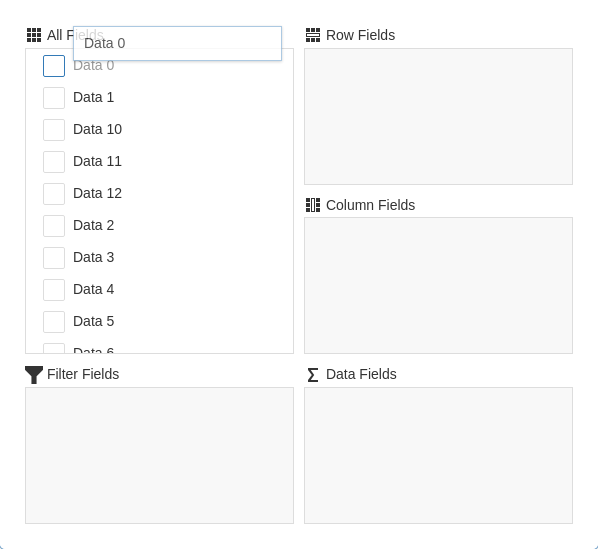 All Fields
Data 0
Data 0
Data 1
Data 10
Data 11
Data 12
Data 2
Data 3
Data 4
Data 5
Data 6
Row Fields
Column Fields
Filter Fields
Data Fields